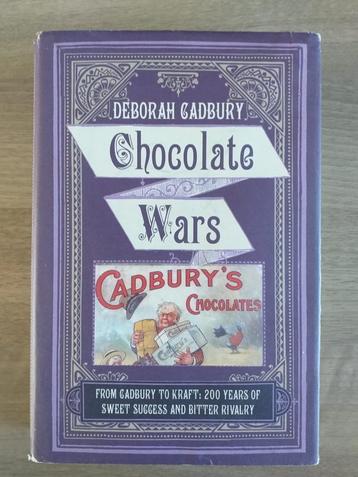 DEBORAH CADBURY
Chocolate
Wars
CADBURY'S
CHOCOLATES
FROM CADBURY TO KRAFT: 200 YEARS OF
SWEET SUCCESS AND BITTER RIVALRY